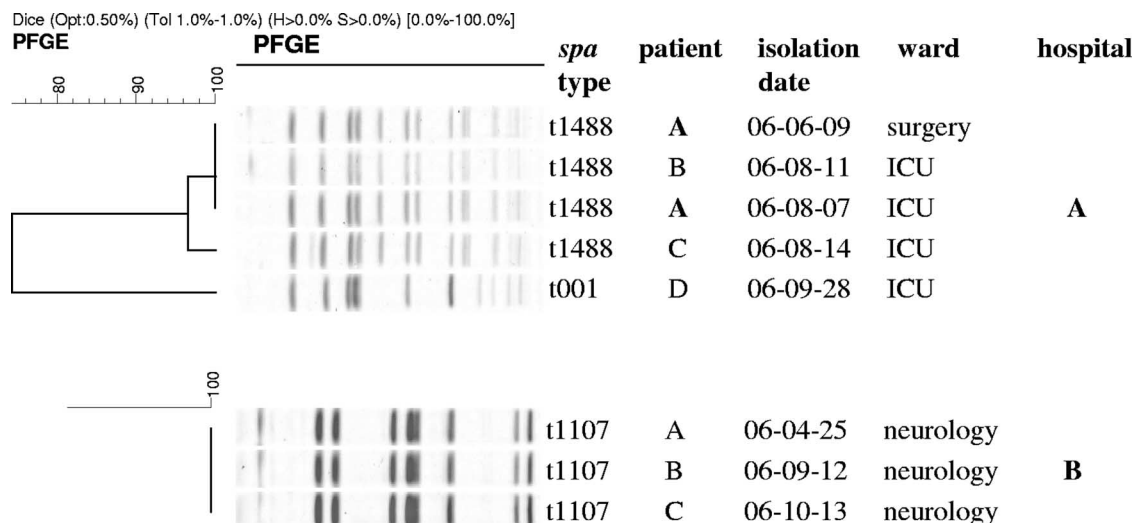 Dice (Opt:0.50%) (Tol 1.0%-1.0%) (H>0.0% S>0.0%) [0.0%-100.0%]
PFGE PFGE spa type patient isolation date ward hospital
80 90 100
t1488 A 06-06-09 surgery
t1488 B 06-08-11 ICU
t1488 A 06-08-07 ICU A
t1488 C 06-08-14 ICU
t001 D 06-09-28 ICU
100
t1107 A 06-04-25 neurology
t1107 B 06-09-12 neurology B
t1107 C 06-10-13 neurology